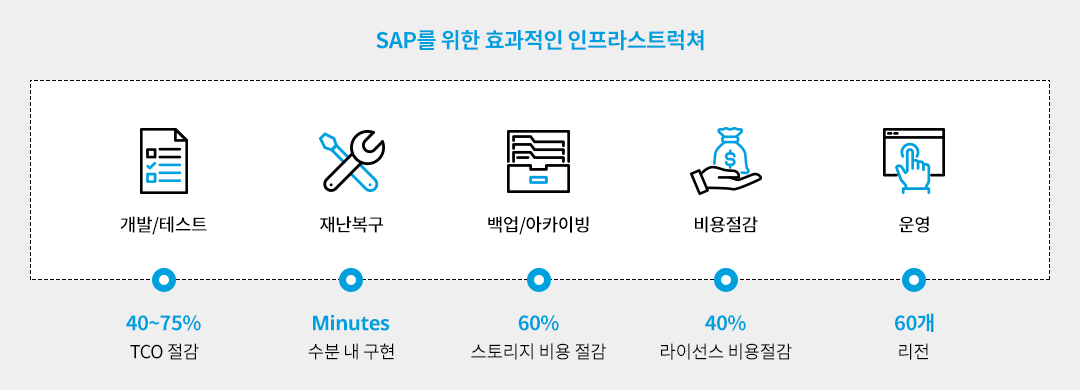 SAP를 위한 효과적인 인프라스트럭쳐
개발/테스트
재난복구
백업/아카이빙
비용절감
운영
40~75%
TCO 절감
Minutes
수분 내 구현
60%
스토리지 비용 절감
40%
라이선스 비용절감
60개
리전